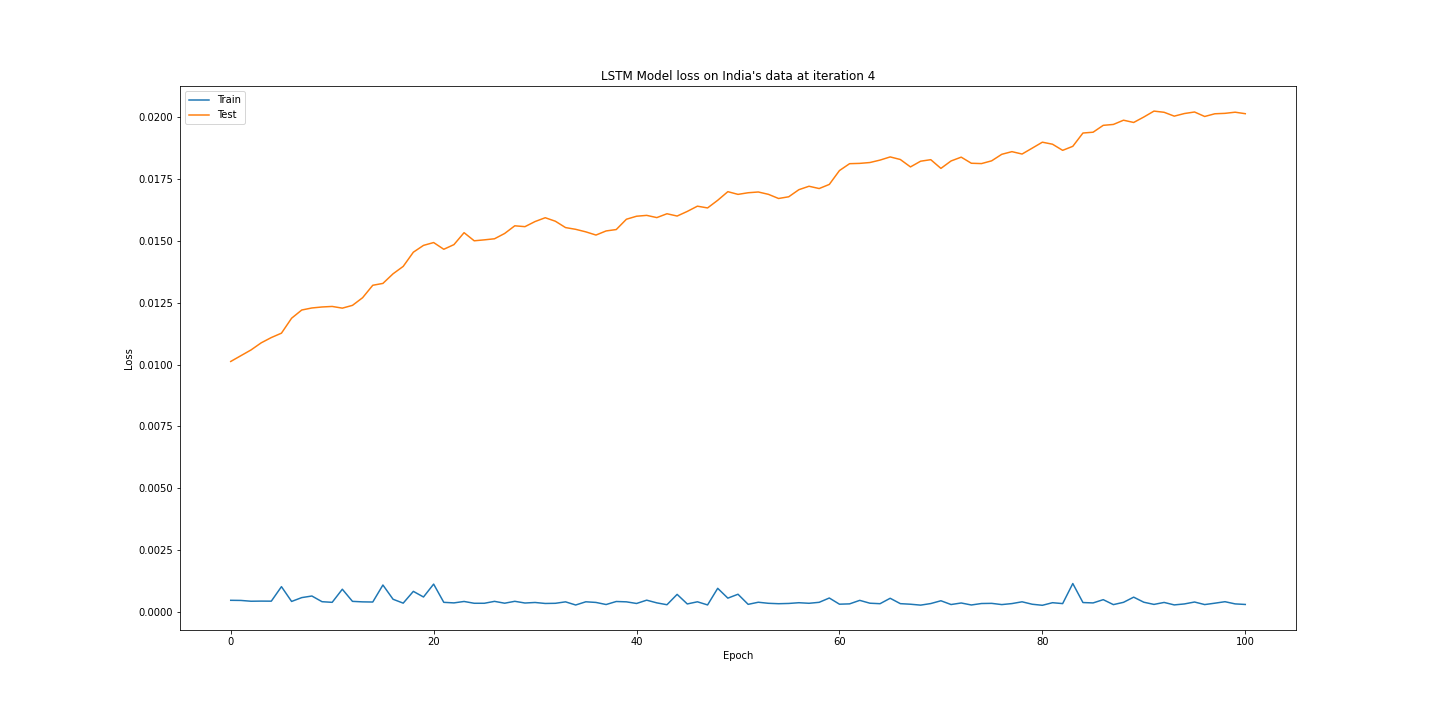 LSTM Model loss on India's data at iteration 4
Train
Test
0.0200
0.0175
0.0150
0.0125
0.0100
0.0075
0.0050
0.0025
0.0000
Loss
0 20 40 60 80 100
Epoch